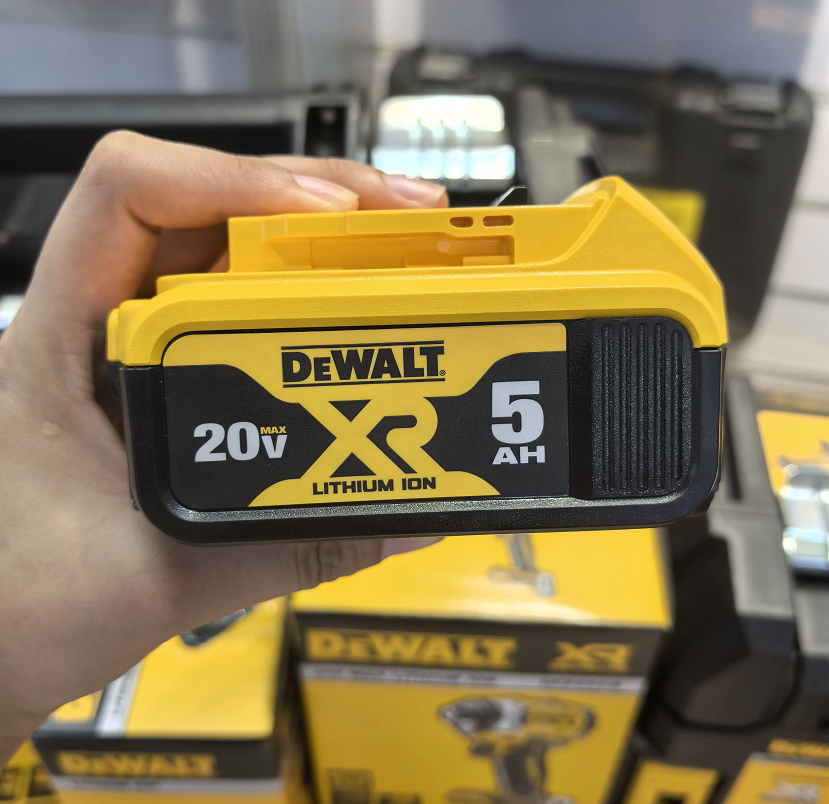 DEWALT®
20V MAX
XR
LITHIUM ION
5
AH
DEWALT
XR
DEWALT